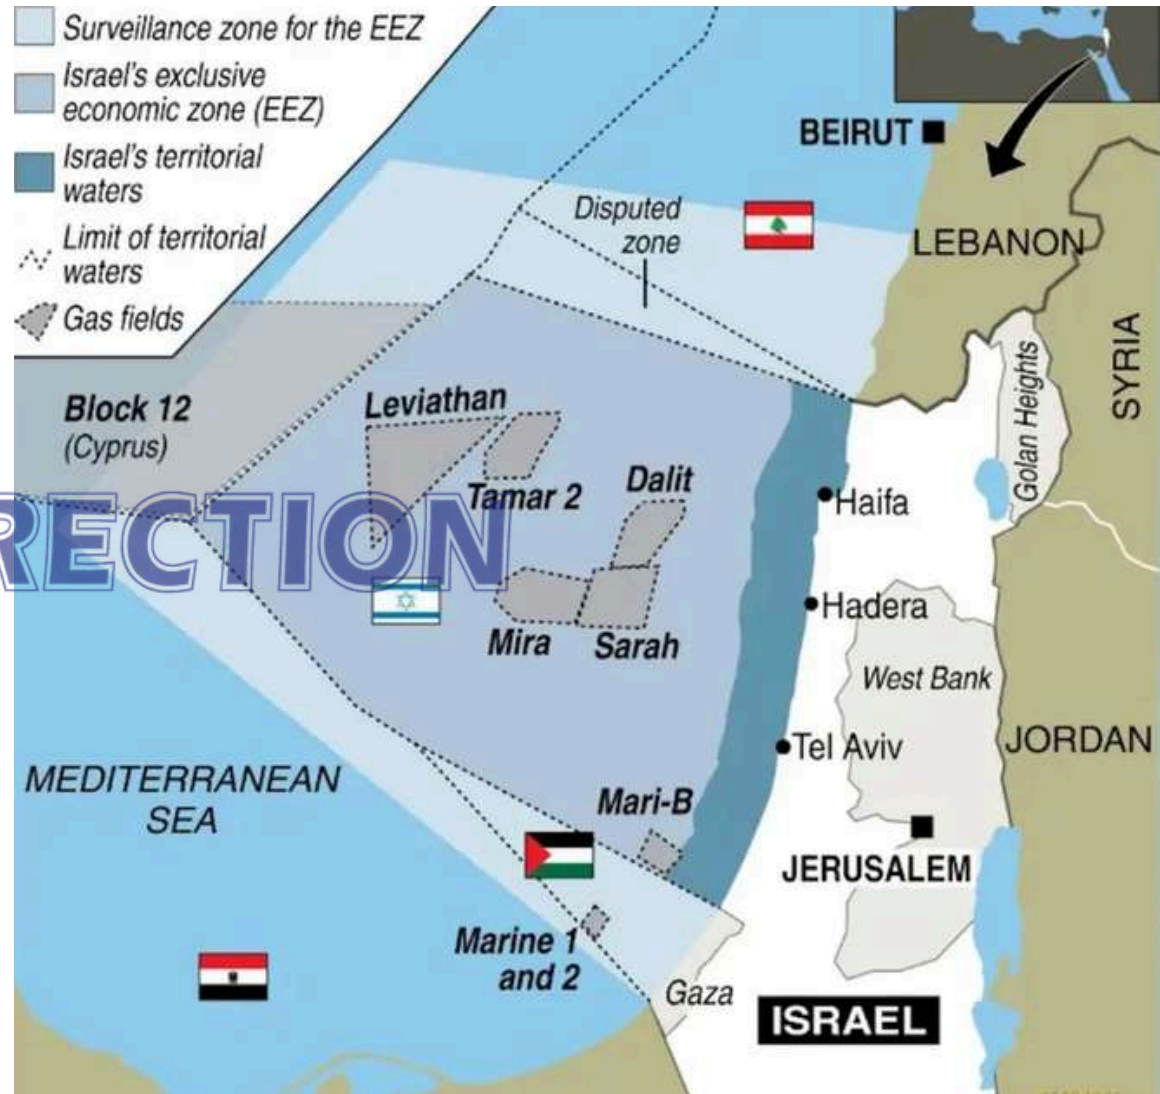 Surveillance zone for the EEZ
Israel's exclusive
economic zone (EEZ)
Israel's territorial
waters
Limit of territorial
waters
Gas fields
BEIRUT
Disputed
zone
LEBANON
SYRIA
Golan Heights
Block 12
(Cyprus)
Leviathan
Tamar 2
Dalit
Haifa
RECTION
Hadera
Mira
Sarah
West Bank
Tel Aviv
JORDAN
MEDITERRANEAN
SEA
Mari-B
JERUSALEM
Marine 1
and 2
Gaza
ISRAEL